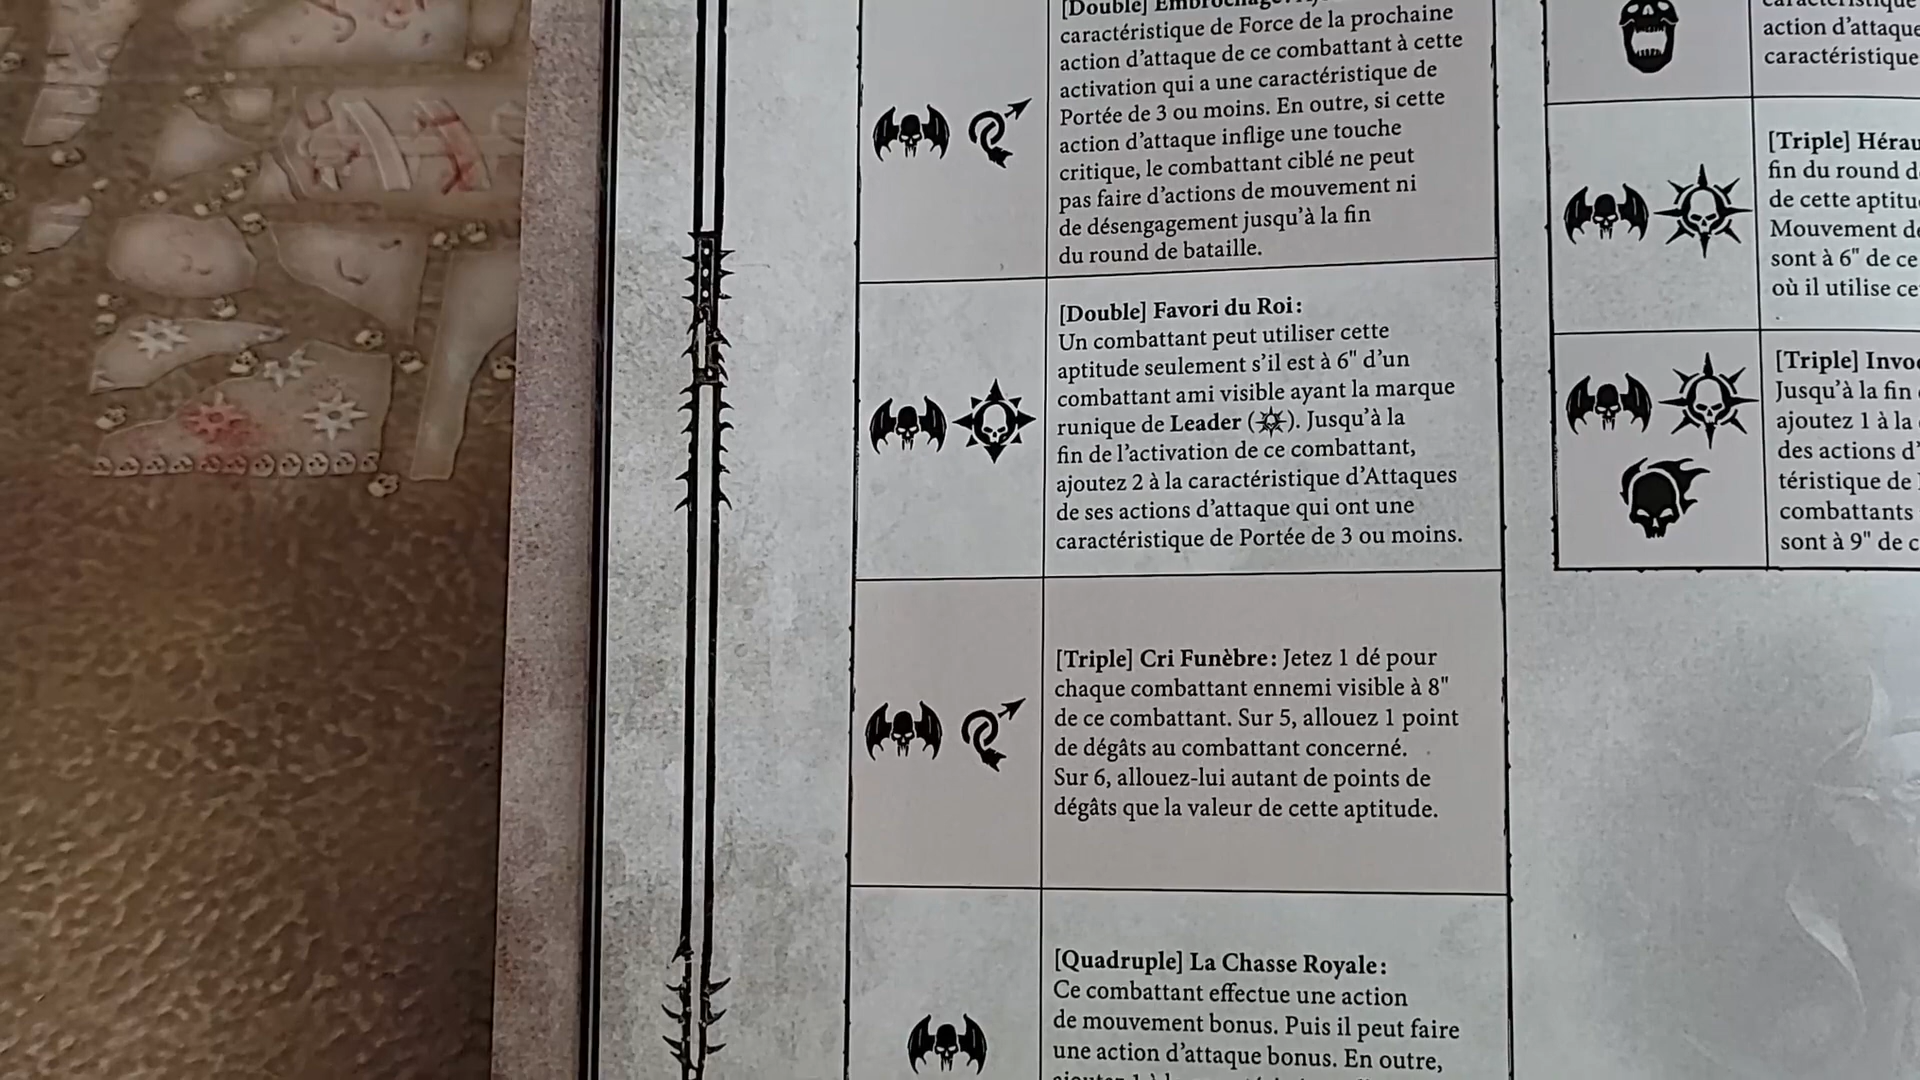 [Double] Embrochage:
caractéristique de Force de la prochaine
action d'attaque de ce combattant à cette
activation qui a une caractéristique de
Portée de 3 ou moins. En outre, si cette
action d'attaque inflige une touche
critique, le combattant ciblé ne peut
pas faire d'actions de mouvement ni
de désengagement jusqu'à la fin
du round de bataille.
[Double] Favori du Roi:
Un combattant peut utiliser cette
aptitude seulement s'il est à 6" d'un
combattant ami visible ayant la marque
runique de Leader (). Jusqu'à la
fin de l'activation de ce combattant,
ajoutez 2 à la caractéristique d'Attaques
de ses actions d'attaque qui ont une
caractéristique de Portée de 3 ou moins.
[Triple] Cri Funèbre: Jetez 1 dé pour
chaque combattant ennemi visible à 8"
de ce combattant. Sur 5, allouez 1 point
de dégâts au combattant concerné.
Sur 6, allouez-lui autant de points de
dégâts que la valeur de cette aptitude.
[Quadruple] La Chasse Royale:
Ce combattant effectue une action
de mouvement bonus. Puis il peut faire
une action d'attaque bonus. En outre,
caractéristique
action d'attaque
caractéristique
[Triple] Hérau
fin du round d
de cette aptitu
Mouvement de
sont à 6" de ce
où il utilise ce
[Triple] Invo
Jusqu'à la fin
ajoutez 1 à la
des actions d'
téristique de
combattants
sont à 9" de c